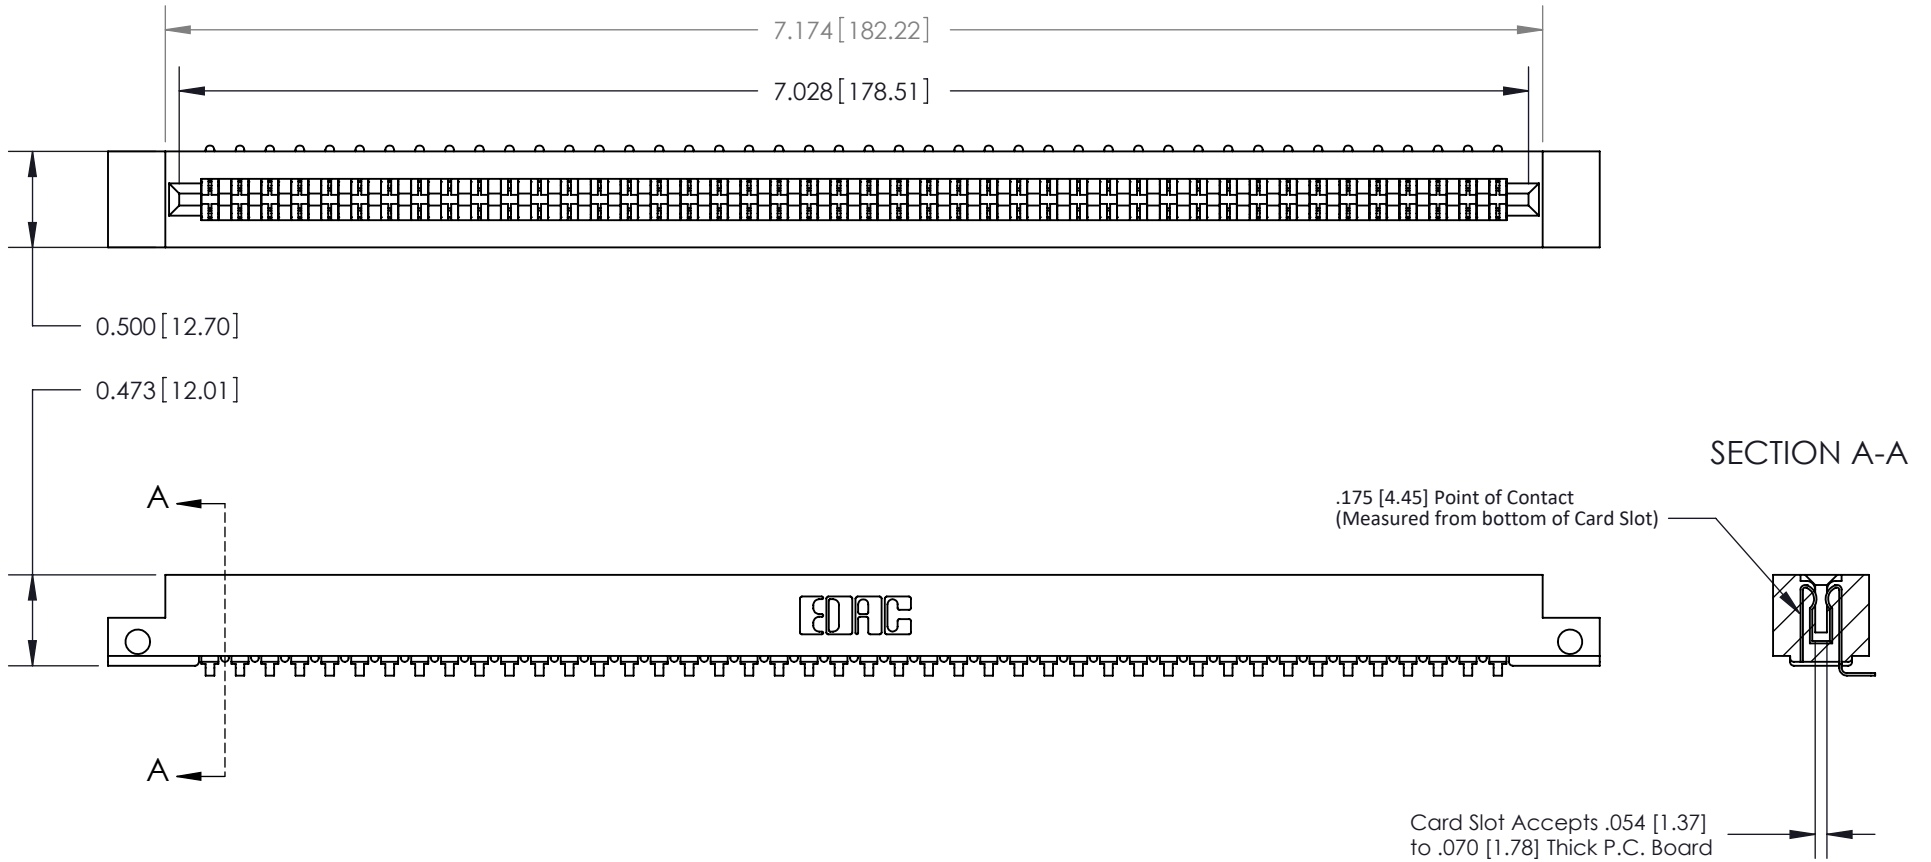 7.174 [182.22]
7.028 [178.51]
0.500 [12.70]
0.473 [12.01]
SECTION A-A
.175 [4.45] Point of Contact
(Measured from bottom of Card Slot)
A
EDAC
A
Card Slot Accepts .054 [1.37]
to .070 [1.78] Thick P.C. Board